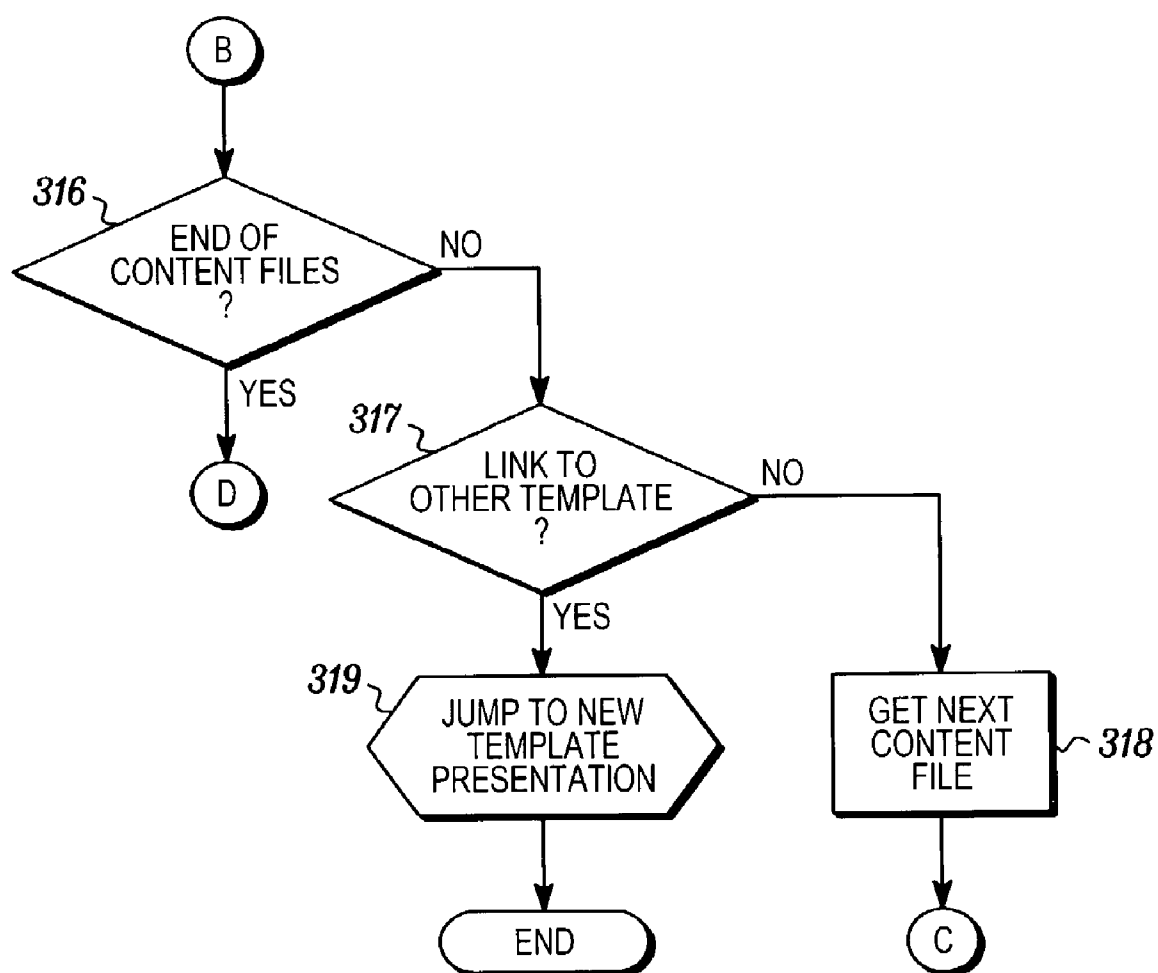 B
316
END OF
CONTENT FILES
?
NO
YES
D
317
LINK TO
OTHER TEMPLATE
?
NO
YES
319
JUMP TO NEW
TEMPLATE
PRESENTATION
GET NEXT
CONTENT
FILE
318
END
C